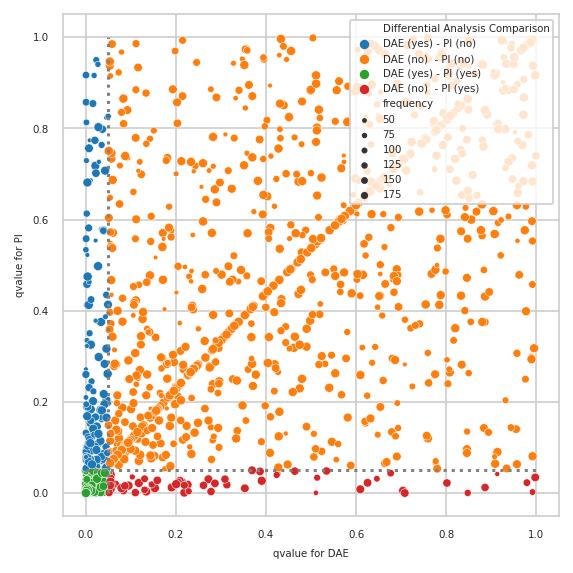 Differential Analysis Comparison
DAE (yes) - PI (no)
DAE (no)  - PI (no)
DAE (yes) - PI (yes)
DAE (no)  - PI (yes)
frequency
50
75
100
125
150
175
1.0
0.8
0.6
0.4
0.2
0.0
qvalue for PI
0.0
0.2
0.4
0.6
0.8
1.0
qvalue for DAE